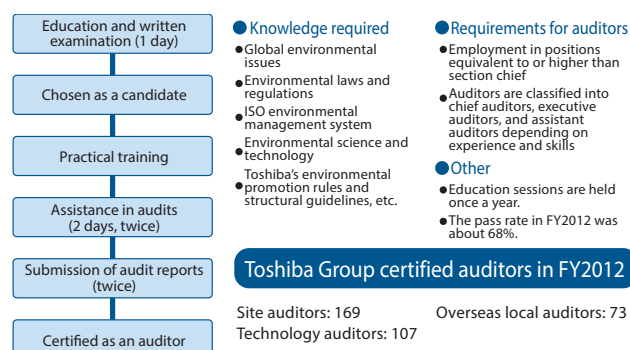 Education and written
examination (1 day)
Chosen as a candidate
Practical training
Assistance in audits
(2 days, twice)
Submission of audit reports
(twice)
Certified as an auditor
Knowledge required
Global environmental
issues
Environmental laws and
regulations
ISO environmental
management system
Environmental science and
technology
Toshiba's environmental
promotion rules and
structural guidelines, etc.
Requirements for auditors
Employment in positions
equivalent to or higher than
section chief
Auditors are classified into
chief auditors, executive
auditors, and assistant
auditors depending on
experience and skills
Other
Education sessions are held
once a year.
The pass rate in FY2012 was
about 68%.
Toshiba Group certified auditors in FY2012
Site auditors: 169
Technology auditors: 107
Overseas local auditors: 73